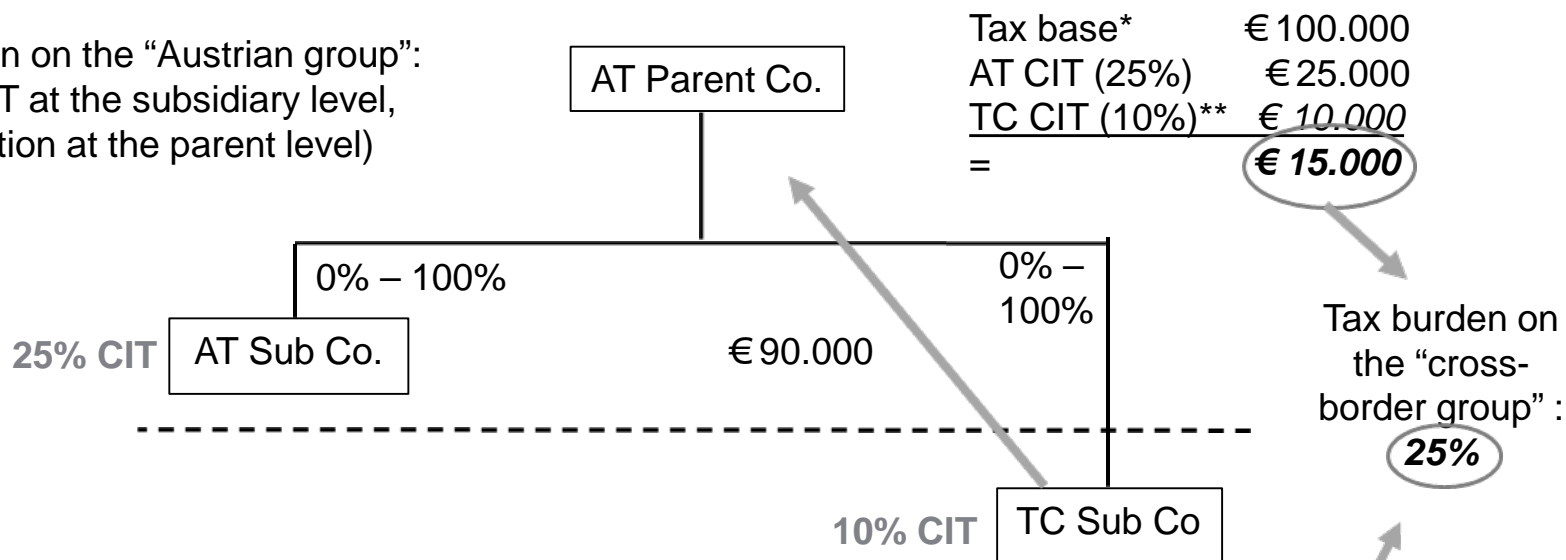 n on the “Austrian group”:
T at the subsidiary level,
tion at the parent level)
AT Parent Co.
Tax base* € 100.000
AT CIT (25%) € 25.000
TC CIT (10%)** € 10.000
= € 15.000
0% – 100%
0% –
100%
25% CIT
AT Sub Co.
€ 90.000
Tax burden on
the “cross-
border group” :
25%
10% CIT
TC Sub Co